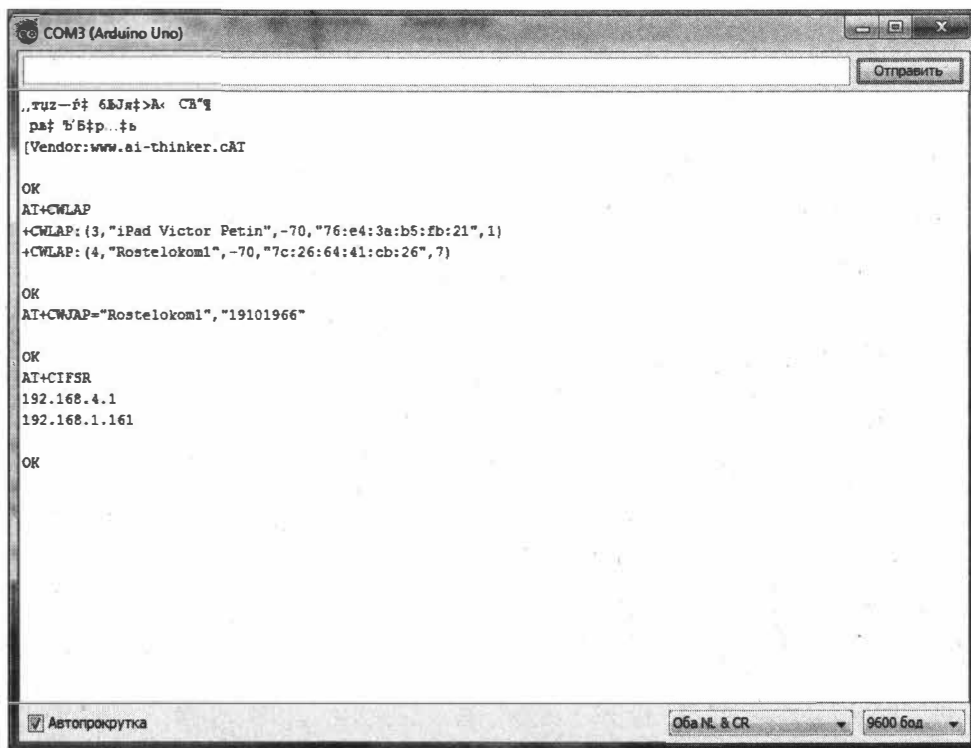 COM3 (Arduino Uno)
Отправить
[Vendor:www.ai-thinker.cAT
OK
AT+CWLAP
+CWLAP:(3,"iPad Victor Petin",-70,"76:e4:3a:b5:fb:21",1)
+CWLAP:(4,"Rostelokom1",-70,"7c:26:64:41:cb:26",7)
OK
AT+CWJAP="Rostelokom1","19101966"
OK
AT+CIFSR
192.168.4.1
192.168.1.161
OK
Автопрокрутка
Оба NL & CR
9600 бод